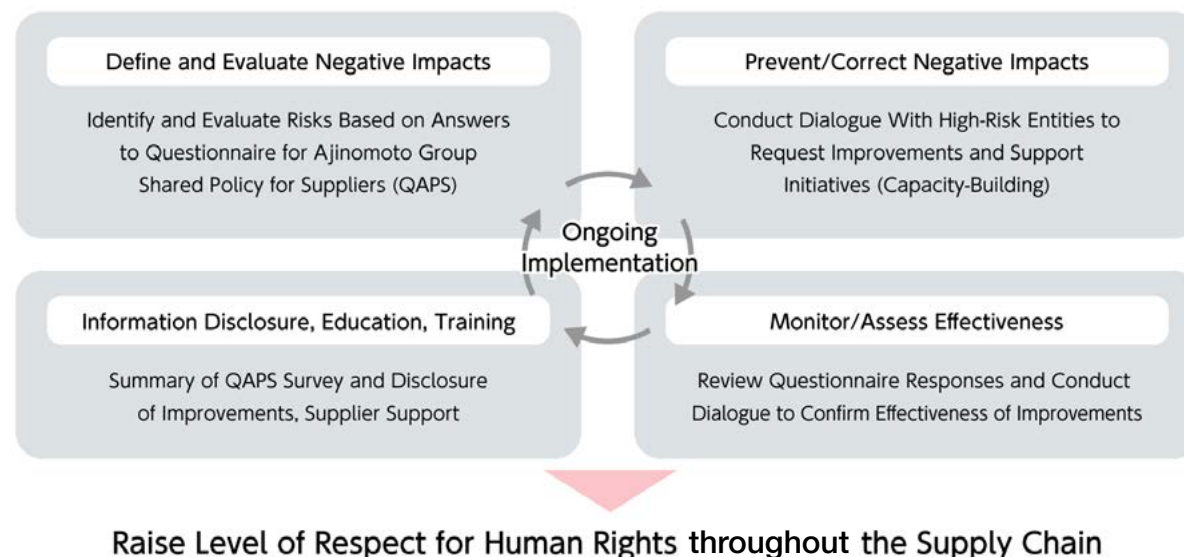 Define and Evaluate Negative Impacts
Identify and Evaluate Risks Based on Answers
to Questionnaire for Ajinomoto Group
Shared Policy for Suppliers (QAPS)
Prevent/Correct Negative Impacts
Conduct Dialogue With High-Risk Entities to
Request Improvements and Support
Initiatives (Capacity-Building)
Ongoing
Implementation
Information Disclosure, Education, Training
Summary of QAPS Survey and Disclosure
of Improvements, Supplier Support
Monitor/Assess Effectiveness
Review Questionnaire Responses and Conduct
Dialogue to Confirm Effectiveness of Improvements
Raise Level of Respect for Human Rights throughout the Supply Chain